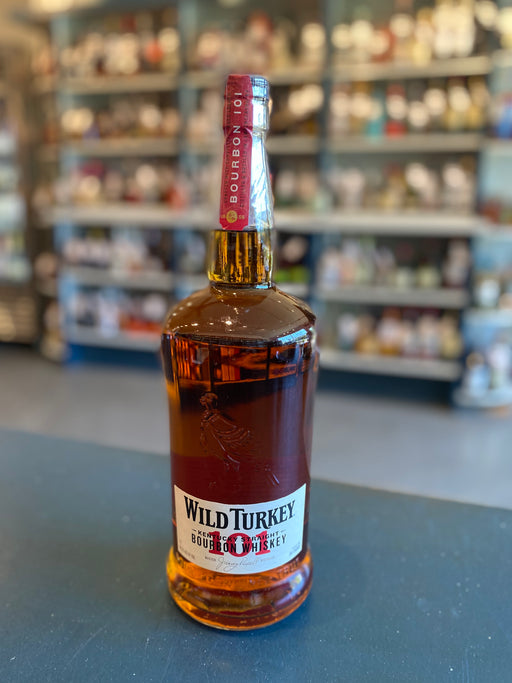 BOURBON 101
WILD TURKEY
KENTUCKY STRAIGHT
101
BOURBON WHISKEY